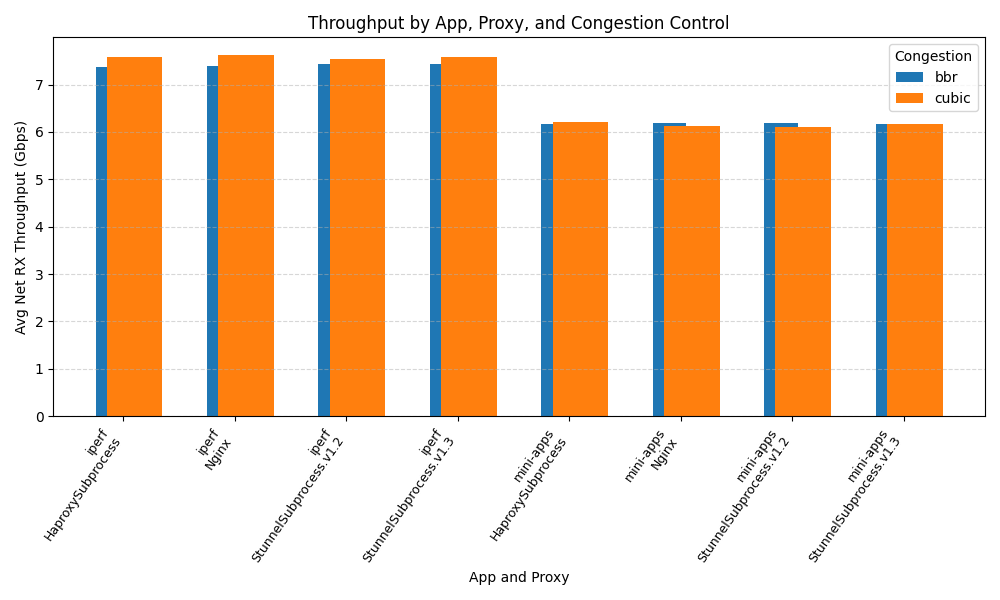 Throughput by App, Proxy, and Congestion Control
Avg Net RX Throughput (Gbps)
7
6
5
4
3
2
1
0
Congestion
bbr
cubic
iperf
HaproxySubprocess
iperf
Nginx
iperf
StunnelSubprocess.v1.2
iperf
StunnelSubprocess.v1.3
mini-apps
HaproxySubprocess
mini-apps
Nginx
mini-apps
StunnelSubprocess.v1.2
mini-apps
StunnelSubprocess.v1.3
App and Proxy